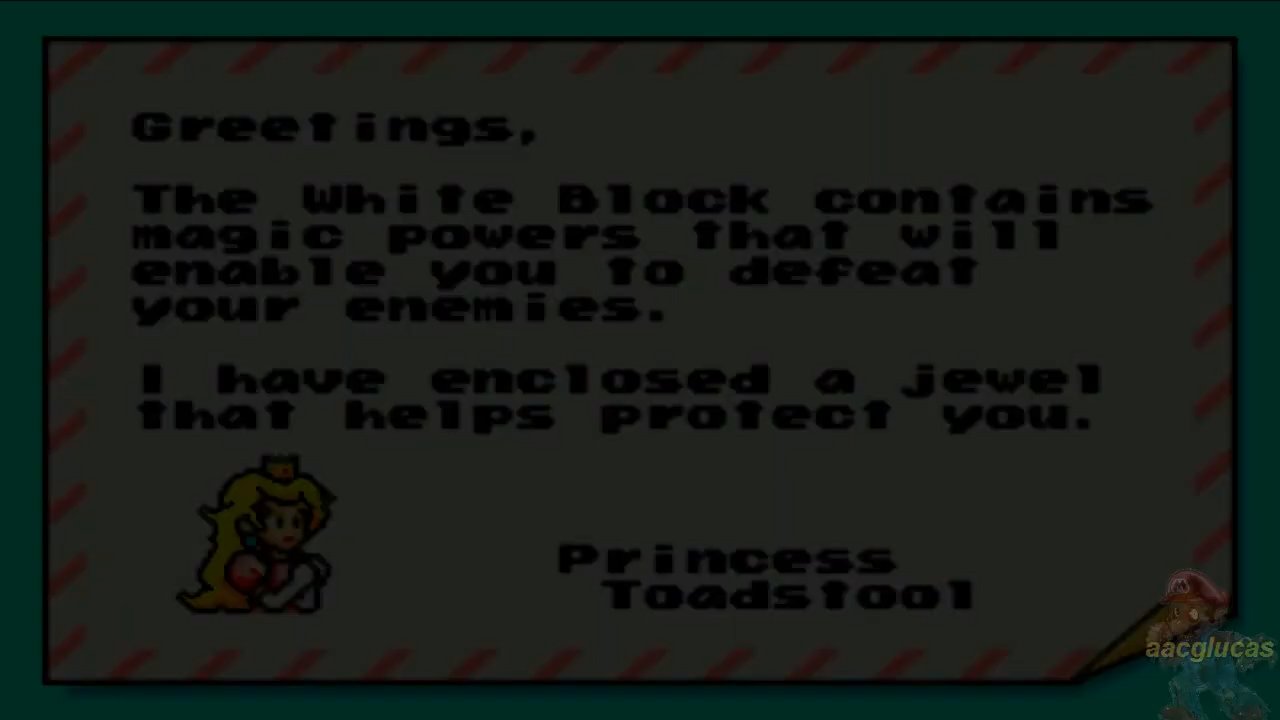 Greetings,
The White Block contains
magic powers that will
enable you to defeat
your enemies.
I have enclosed a jewel
that helps protect you.
Princess
Toadstool
M
aacglucas